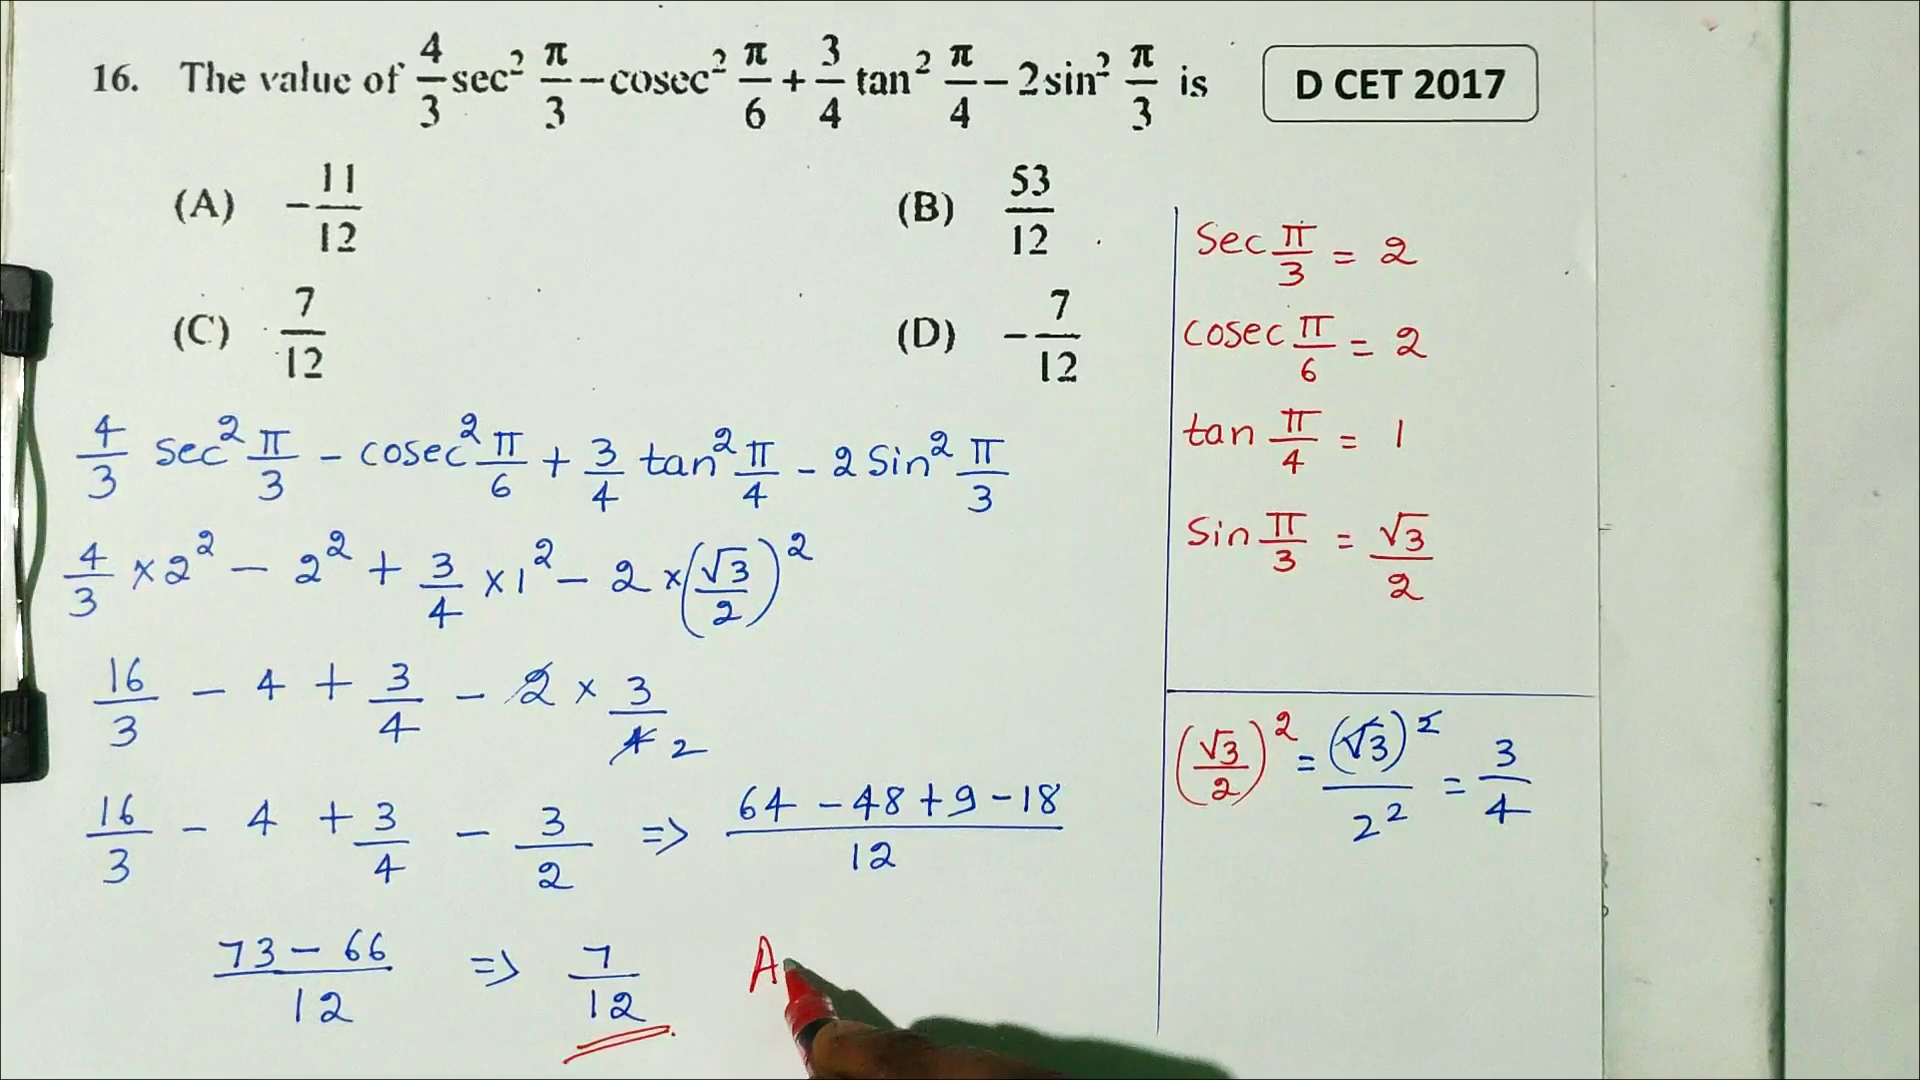 16. The value of 4/3 sec² π/3 − cosec² π/6 + 3/4 tan² π/4 − 2 sin² π/3 is
D CET 2017
(A) −11/12
(B) 53/12
(C) 7/12
(D) −7/12
4/3 sec² π/3 − cosec² π/6 + 3/4 tan² π/4 − 2 Sin² π/3
4/3 × 2² − 2² + 3/4 × 1² − 2 × (√3/2)²
16/3 − 4 + 3/4 − 2 × 3/4 2
16/3 − 4 + 3/4 − 3/2 ⇒ 64 − 48 + 9 − 18 / 12
73 − 66 / 12 ⇒ 7/12 A
Sec π/3 = 2
cosec π/6 = 2
tan π/4 = 1
Sin π/3 = √3/2
(√3/2)² = (√3)²/2² = 3/4